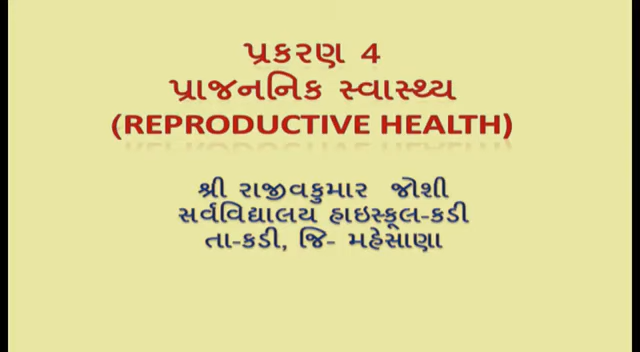 પ્રકરણ 4
પ્રાજનનિક સ્વાસ્થ્ય
(REPRODUCTIVE HEALTH)
શ્રી રાજીવકુમાર જોશી
સર્વવિદ્યાલય હાઇસ્કૂલ-કડી
તા-કડી, જિ- મહેસાણા